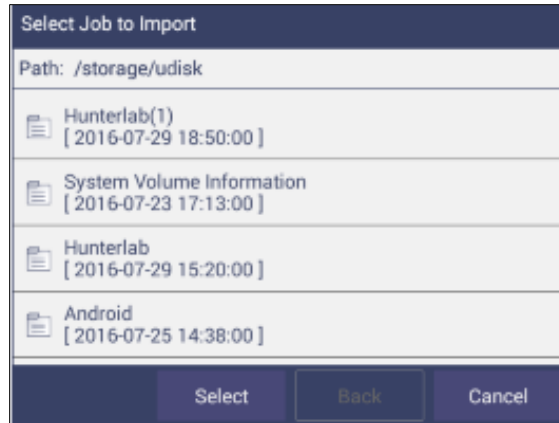 Select Job to Import
Path: /storage/udisk
Hunterlab(1)
[ 2016-07-29 18:50:00 ]
System Volume Information
[ 2016-07-23 17:13:00 ]
Hunterlab
[ 2016-07-29 15:20:00 ]
Android
[ 2016-07-25 14:38:00 ]
Select Back Cancel